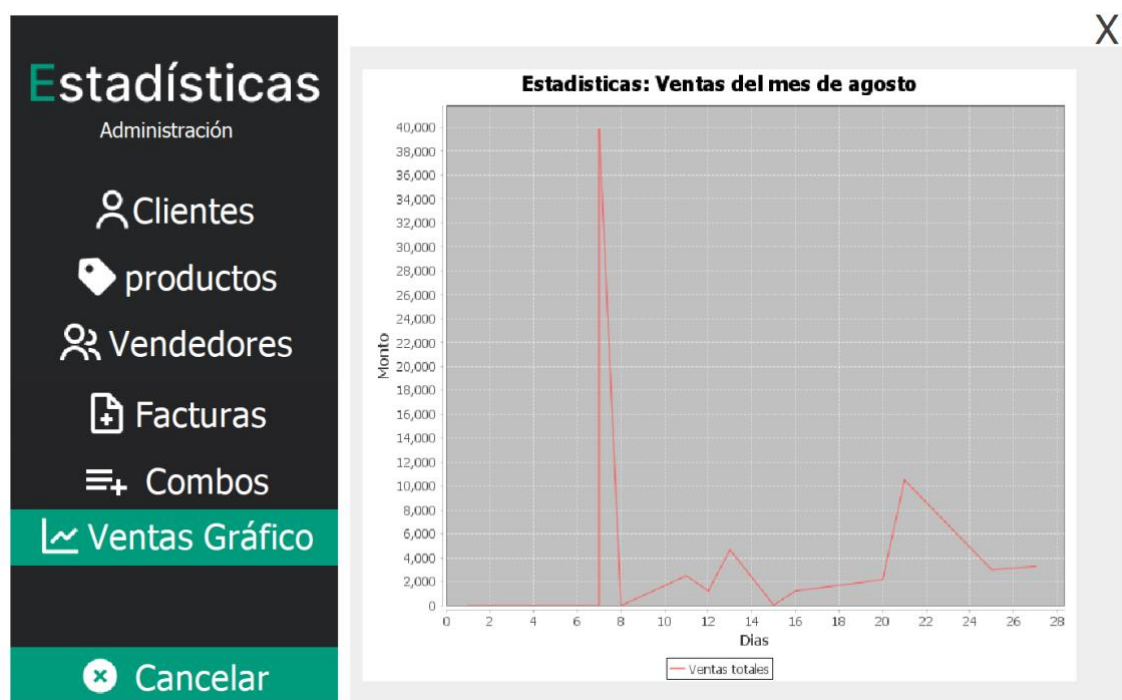 X
Estadísticas
Administración
Clientes
productos
Vendedores
Facturas
Combos
Ventas Gráfico
Cancelar
Estadisticas: Ventas del mes de agosto
Monto
40,000
38,000
36,000
34,000
32,000
30,000
28,000
26,000
24,000
22,000
20,000
18,000
16,000
14,000
12,000
10,000
8,000
6,000
4,000
2,000
0
0 2 4 6 8 10 12 14 16 18 20 22 24 26 28
Dias
Ventas totales